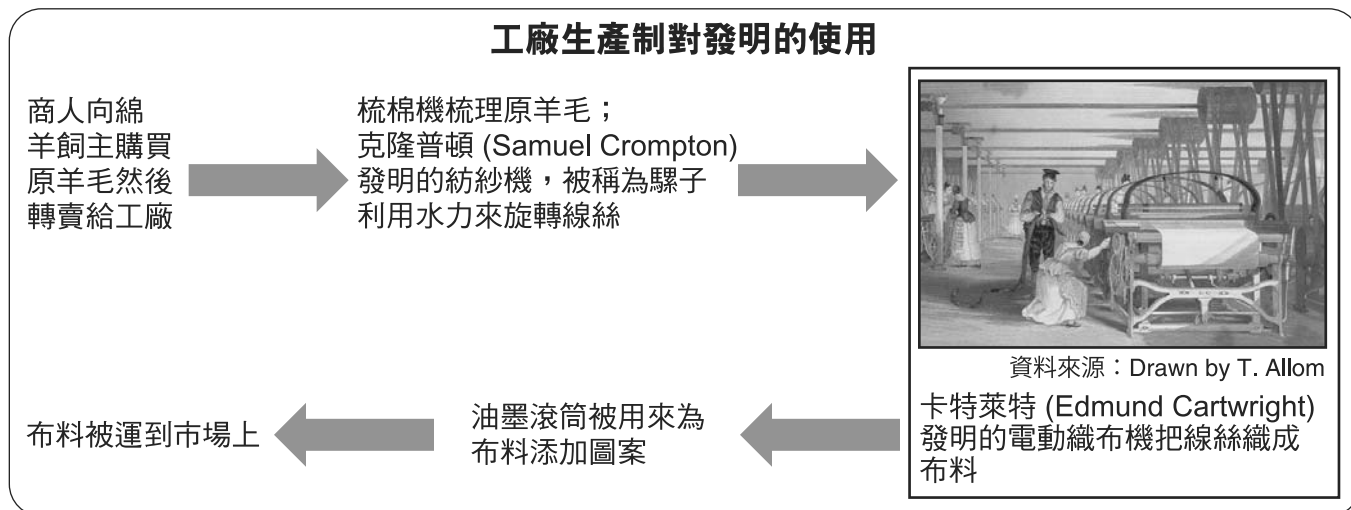 工廠生產制對發明的使用
商人向綿
羊飼主購買
原羊毛然後
轉賣給工廠
梳棉機梳理原羊毛；
克隆普頓 (Samuel Crompton)
發明的紡紗機，被稱為騾子
利用水力來旋轉線絲
資料來源：Drawn by T. Allom
卡特萊特 (Edmund Cartwright)
發明的電動織布機把線絲織成
布料
油墨滾筒被用來為
布料添加圖案
布料被運到市場上